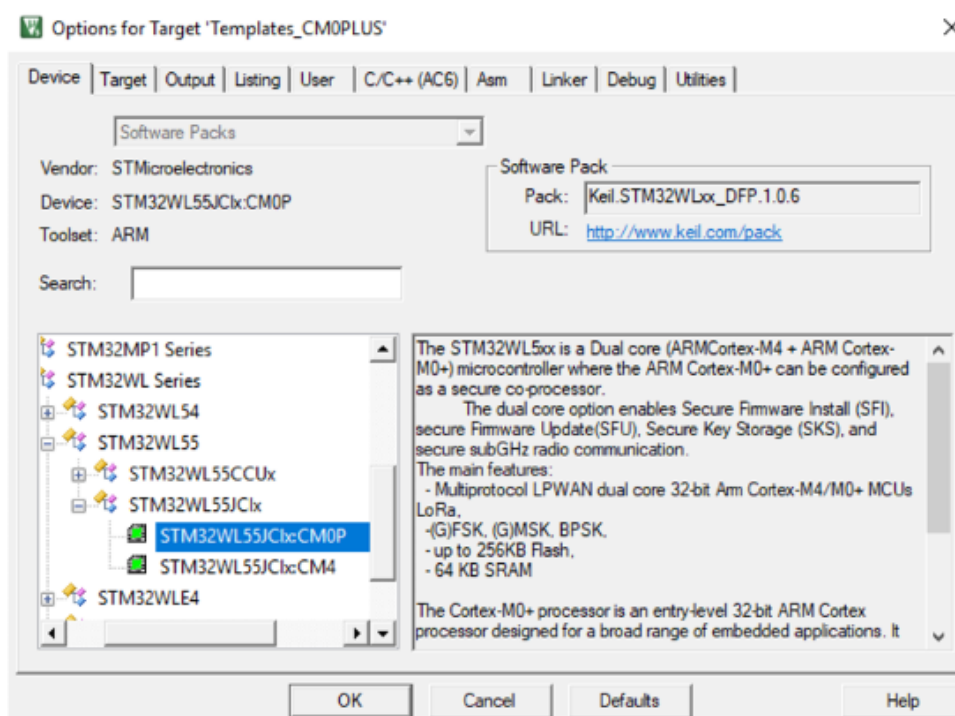 Options for Target 'Templates_CM0PLUS'
Device Target Output Listing User C/C++ (AC6) Asm Linker Debug Utilities
Software Packs
Vendor: STMicroelectronics
Device: STM32WL55JCIx:CM0P
Toolset: ARM
Software Pack
Pack: Keil.STM32WLxx_DFP.1.0.6
URL: http://www.keil.com/pack
Search:
STM32MP1 Series
STM32WL Series
STM32WL54
STM32WL55
STM32WL55CCUx
STM32WL55JCIx
STM32WL55JCIx:CM0P
STM32WL55JCIx:CM4
STM32WLE4
The STM32WL5xx is a Dual core (ARMCortex-M4 + ARM Cortex-
M0+) microcontroller where the ARM Cortex-M0+ can be configured
as a secure co-processor.
The dual core option enables Secure Firmware Install (SFI),
secure Firmware Update(SFU), Secure Key Storage (SKS), and
secure subGHz radio communication.
The main features:
- Multiprotocol LPWAN dual core 32-bit Arm Cortex-M4/M0+ MCUs
LoRa,
-(G)FSK, (G)MSK, BPSK,
- up to 256KB Flash,
- 64 KB SRAM
The Cortex-M0+ processor is an entry-level 32-bit ARM Cortex
processor designed for a broad range of embedded applications. It
OK Cancel Defaults Help